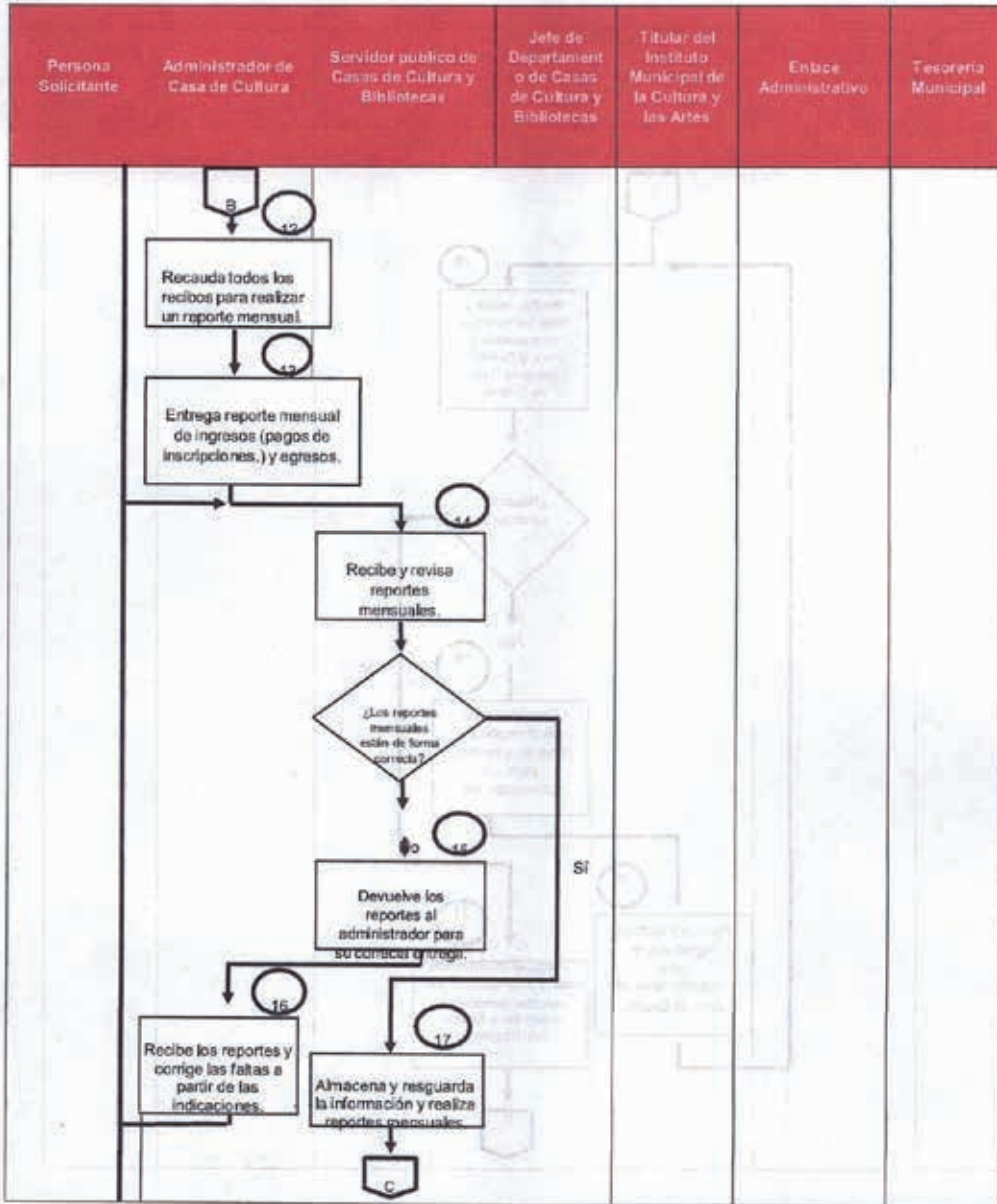 Persona
Solicitante
Administrador de
Casa de Cultura
Servidor público de
Casas de Cultura y
Bibliotecas
Jefe de
Departament
o de Casas
de Cultura y
Bibliotecas
Titular del
Instituto
Municipal de
la Cultura y
las Artes
Enlace
Administrativo
Tesorería
Municipal
B
12
Recauda todos los
recibos para realizar
un reporte mensual.
13
Entrega reporte mensual
de ingresos (pagos de
inscripciones.) y egresos.
14
Recibe y revisa
reportes
mensuales.
¿Los reportes
mensuales
están de forma
correcta?
15
Sí
Devuelve los
reportes al
administrador para
su correcta entrega.
16
Recibe los reportes y
corrige las faltas a
partir de las
indicaciones.
17
Almacena y resguarda
la información y realiza
reportes mensuales.
C